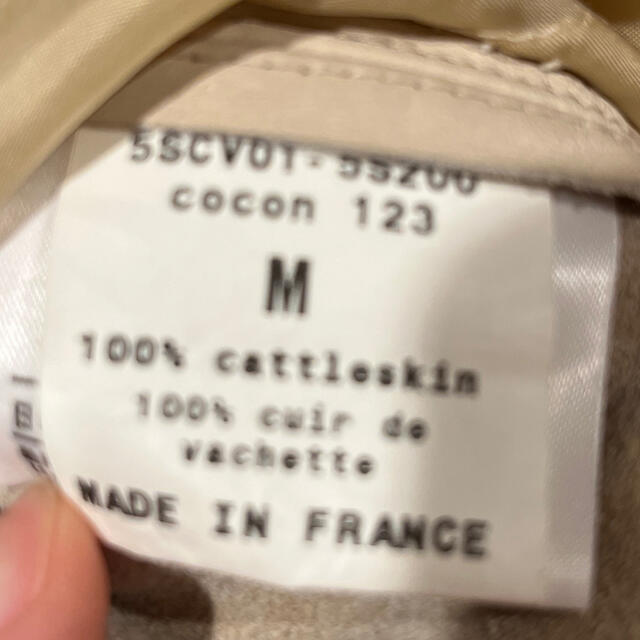 5SCV01-5S200
cocon 123
M
100% cattleskin
100% cuir de
vachette
MADE IN FRANCE